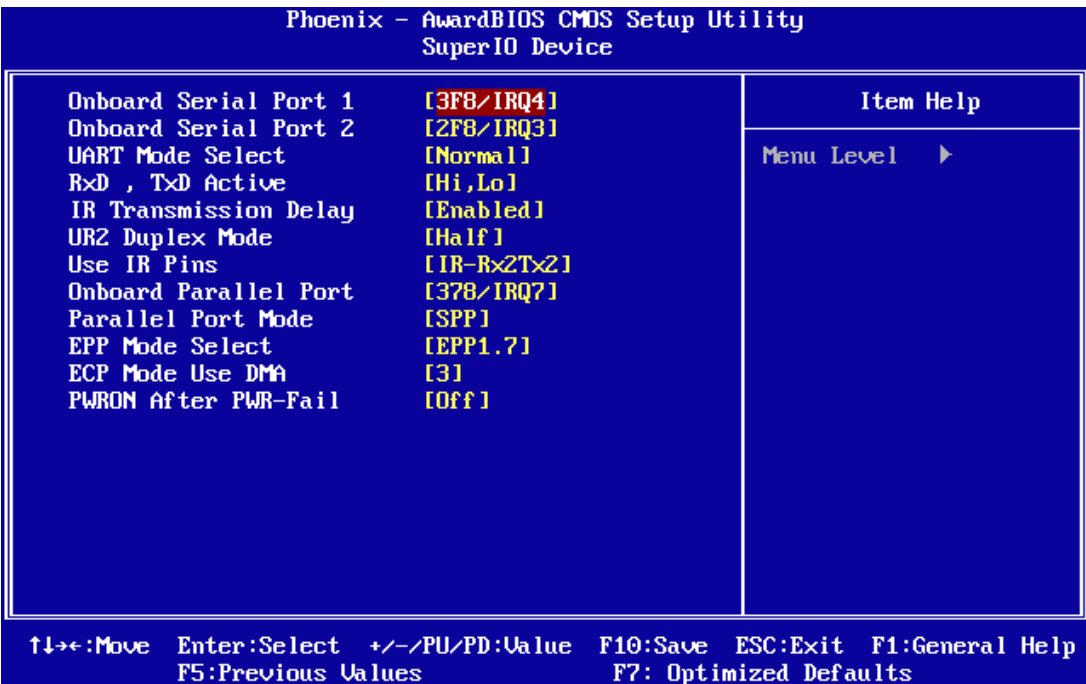 Phoenix - AwardBIOS CMOS Setup Utility
SuperIO Device
Onboard Serial Port 1 [3F8/IRQ4]
Onboard Serial Port 2 [2F8/IRQ3]
UART Mode Select [Normal]
RxD , TxD Active [Hi,Lo]
IR Transmission Delay [Enabled]
UR2 Duplex Mode [Half]
Use IR Pins [IR-Rx2Tx2]
Onboard Parallel Port [378/IRQ7]
Parallel Port Mode [SPP]
EPP Mode Select [EPP1.7]
ECP Mode Use DMA [3]
PWRON After PWR-Fail [Off]
Item Help
Menu Level ▶
↑↓→←:Move Enter:Select +/-/PU/PD:Value F10:Save ESC:Exit F1:General Help
F5:Previous Values F7: Optimized Defaults